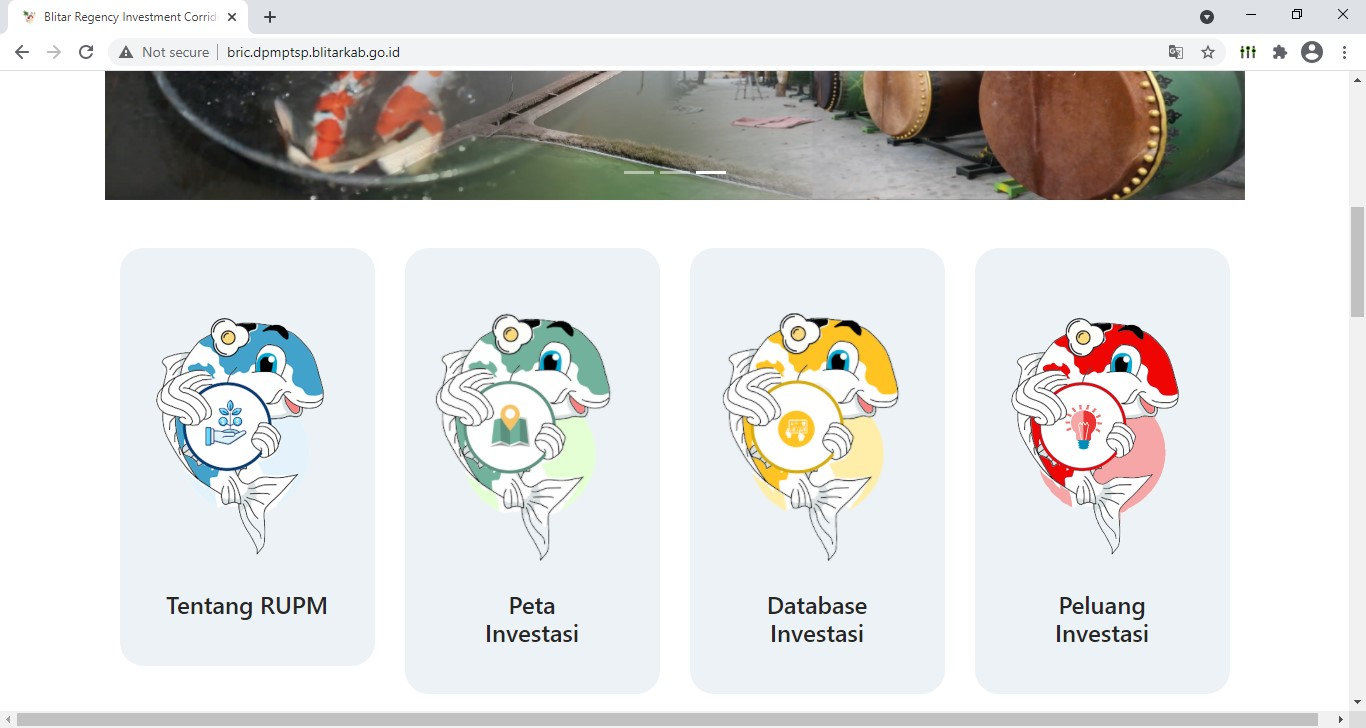 Blitar Regency Investment Corrid
Not secure
bric.dpmptsp.blitarkab.go.id
Tentang RUPM
Peta
Investasi
Database
Investasi
Peluang
Investasi